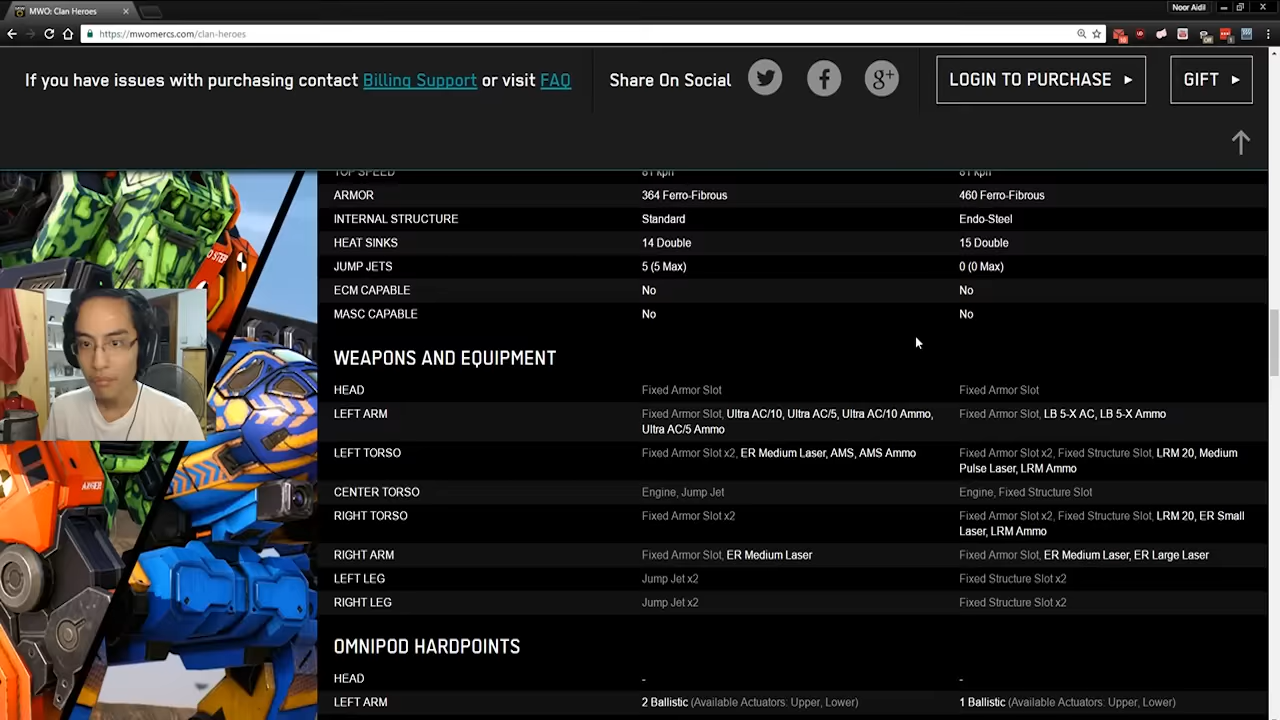 MWO: Clan Heroes
Noor Aidil
https://mwomercs.com/clan-heroes
If you have issues with purchasing contact Billing Support or visit FAQ
Share On Social
LOGIN TO PURCHASE
GIFT
TOP SPEED 81 kph 81 kph
ARMOR 364 Ferro-Fibrous 460 Ferro-Fibrous
INTERNAL STRUCTURE Standard Endo-Steel
HEAT SINKS 14 Double 15 Double
JUMP JETS 5 (5 Max) 0 (0 Max)
ECM CAPABLE No No
MASC CAPABLE No No
WEAPONS AND EQUIPMENT
HEAD Fixed Armor Slot Fixed Armor Slot
LEFT ARM Fixed Armor Slot, Ultra AC/10, Ultra AC/5, Ultra AC/10 Ammo, Fixed Armor Slot, LB 5-X AC, LB 5-X Ammo
Ultra AC/5 Ammo
LEFT TORSO Fixed Armor Slot x2, ER Medium Laser, AMS, AMS Ammo Fixed Armor Slot x2, Fixed Structure Slot, LRM 20, Medium
Pulse Laser, LRM Ammo
CENTER TORSO Engine, Jump Jet Engine, Fixed Structure Slot
RIGHT TORSO Fixed Armor Slot x2 Fixed Armor Slot x2, Fixed Structure Slot, LRM 20, ER Small
Laser, LRM Ammo
RIGHT ARM Fixed Armor Slot, ER Medium Laser Fixed Armor Slot, ER Medium Laser, ER Large Laser
LEFT LEG Jump Jet x2 Fixed Structure Slot x2
RIGHT LEG Jump Jet x2 Fixed Structure Slot x2
OMNIPOD HARDPOINTS
HEAD - -
LEFT ARM 2 Ballistic (Available Actuators: Upper, Lower) 1 Ballistic (Available Actuators: Upper, Lower)